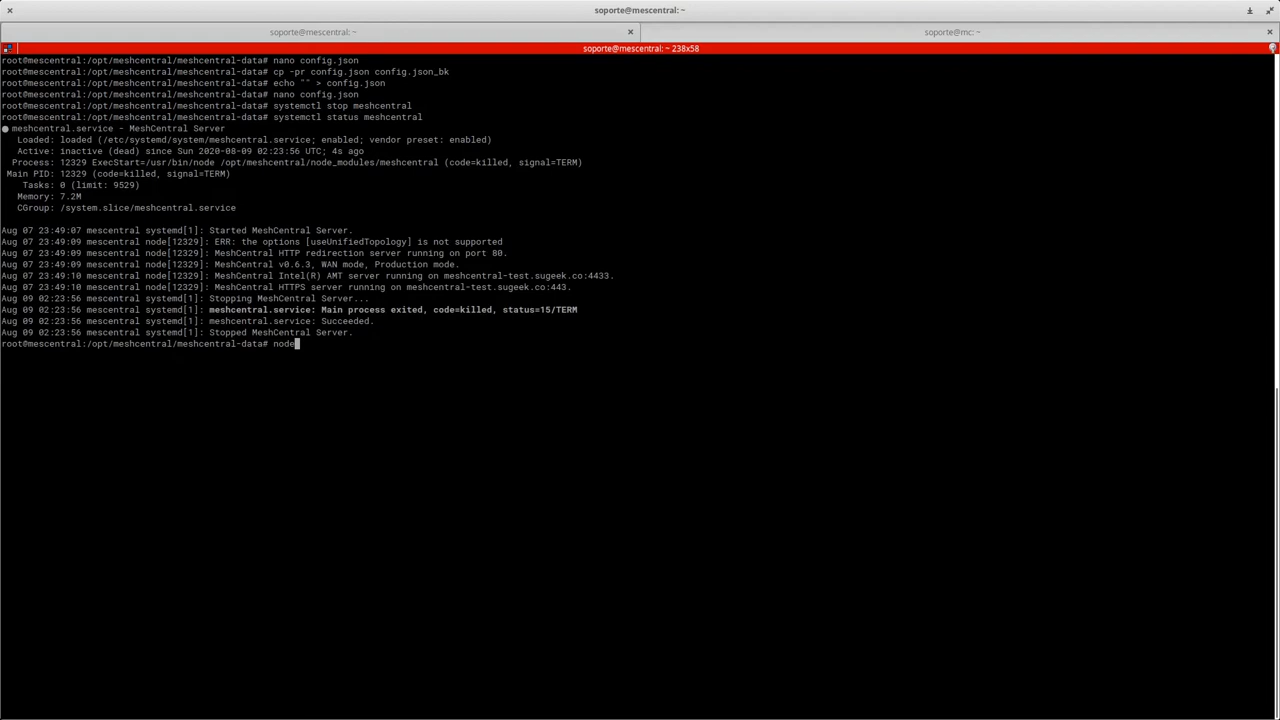 soporte@mescentral: ~
soporte@mescentral: ~
soporte@mc: ~
soporte@mescentral: ~ 238x58
root@mescentral:/opt/meshcentral/meshcentral-data# nano config.json
root@mescentral:/opt/meshcentral/meshcentral-data# cp -pr config.json config.json_bk
root@mescentral:/opt/meshcentral/meshcentral-data# echo "" > config.json
root@mescentral:/opt/meshcentral/meshcentral-data# nano config.json
root@mescentral:/opt/meshcentral/meshcentral-data# systemctl stop meshcentral
root@mescentral:/opt/meshcentral/meshcentral-data# systemctl status meshcentral
● meshcentral.service - MeshCentral Server
Loaded: loaded (/etc/systemd/system/meshcentral.service; enabled; vendor preset: enabled)
Active: inactive (dead) since Sun 2020-08-09 02:23:56 UTC; 4s ago
Process: 12329 ExecStart=/usr/bin/node /opt/meshcentral/node_modules/meshcentral (code=killed, signal=TERM)
Main PID: 12329 (code=killed, signal=TERM)
Tasks: 0 (limit: 9529)
Memory: 7.2M
CGroup: /system.slice/meshcentral.service
Aug 07 23:49:07 mescentral systemd[1]: Started MeshCentral Server.
Aug 07 23:49:09 mescentral node[12329]: ERR: the options [useUnifiedTopology] is not supported
Aug 07 23:49:09 mescentral node[12329]: MeshCentral HTTP redirection server running on port 80.
Aug 07 23:49:09 mescentral node[12329]: MeshCentral v0.6.3, WAN mode, Production mode.
Aug 07 23:49:10 mescentral node[12329]: MeshCentral Intel(R) AMT server running on meshcentral-test.sugeek.co:4433.
Aug 07 23:49:10 mescentral node[12329]: MeshCentral HTTPS server running on meshcentral-test.sugeek.co:443.
Aug 09 02:23:56 mescentral systemd[1]: Stopping MeshCentral Server...
Aug 09 02:23:56 mescentral systemd[1]: meshcentral.service: Main process exited, code=killed, status=15/TERM
Aug 09 02:23:56 mescentral systemd[1]: meshcentral.service: Succeeded.
Aug 09 02:23:56 mescentral systemd[1]: Stopped MeshCentral Server.
root@mescentral:/opt/meshcentral/meshcentral-data# node